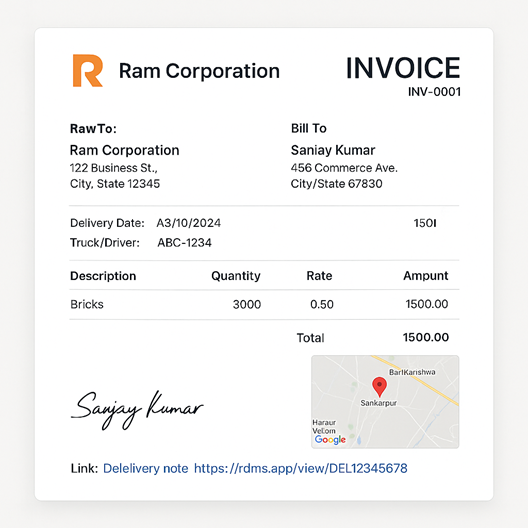 R Ram Corporation
INVOICE
INV-0001
RawTo:
Ram Corporation
122 Business St.,
City, State 12345
Bill To
Saniay Kumar
456 Commerce Ave.
City/State 67830
Delivery Date: A3/10/2024 150I
Truck/Driver: ABC-1234
Description Quantity Rate Ampunt
Bricks 3000 0.50 1500.00
Total 1500.00
BartKarıshwa
Sankarpur
Haraur
Google
Sanjay Kumar
Link: Delelivery note https://rdms.app/view/DEL12345678